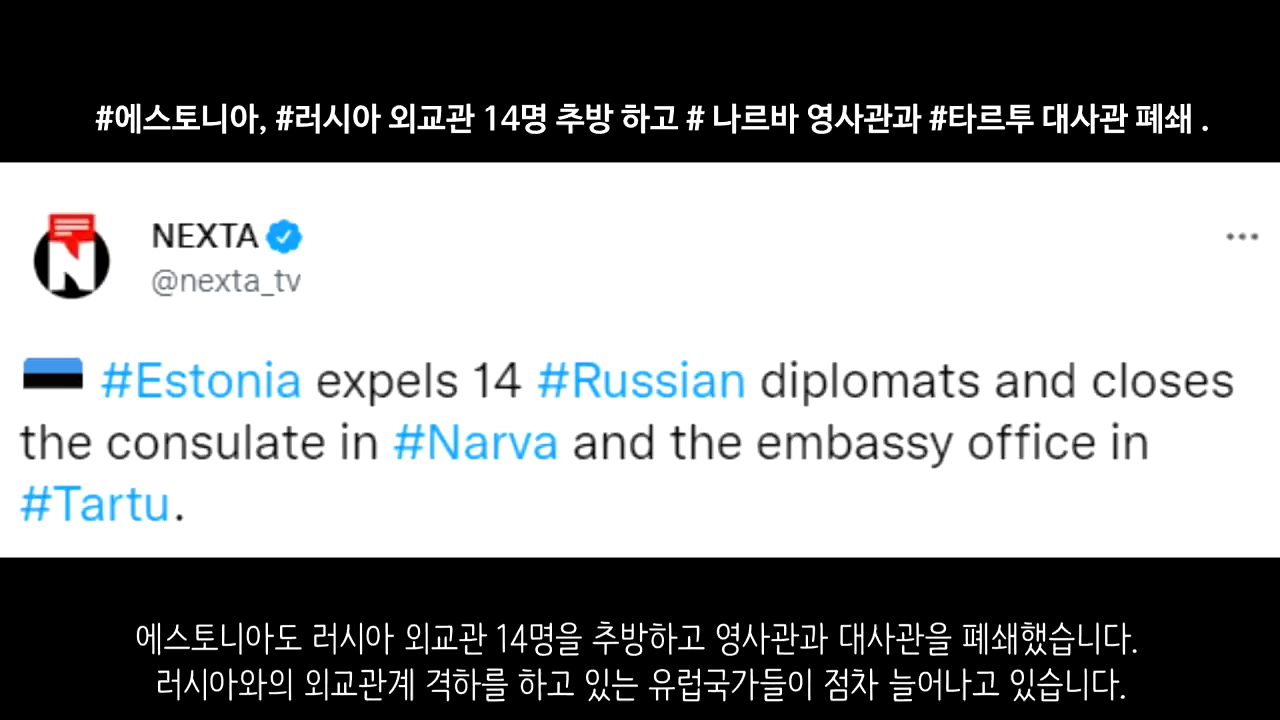 #에스토니아, #러시아 외교관 14명 추방 하고 # 나르바 영사관과 #타르투 대사관 폐쇄 .
NEXTA
@nexta_tv
#Estonia expels 14 #Russian diplomats and closes
the consulate in #Narva and the embassy office in
#Tartu.
에스토니아도 러시아 외교관 14명을 추방하고 영사관과 대사관을 폐쇄했습니다.
러시아와의 외교관계 격하를 하고 있는 유럽국가들이 점차 늘어나고 있습니다.